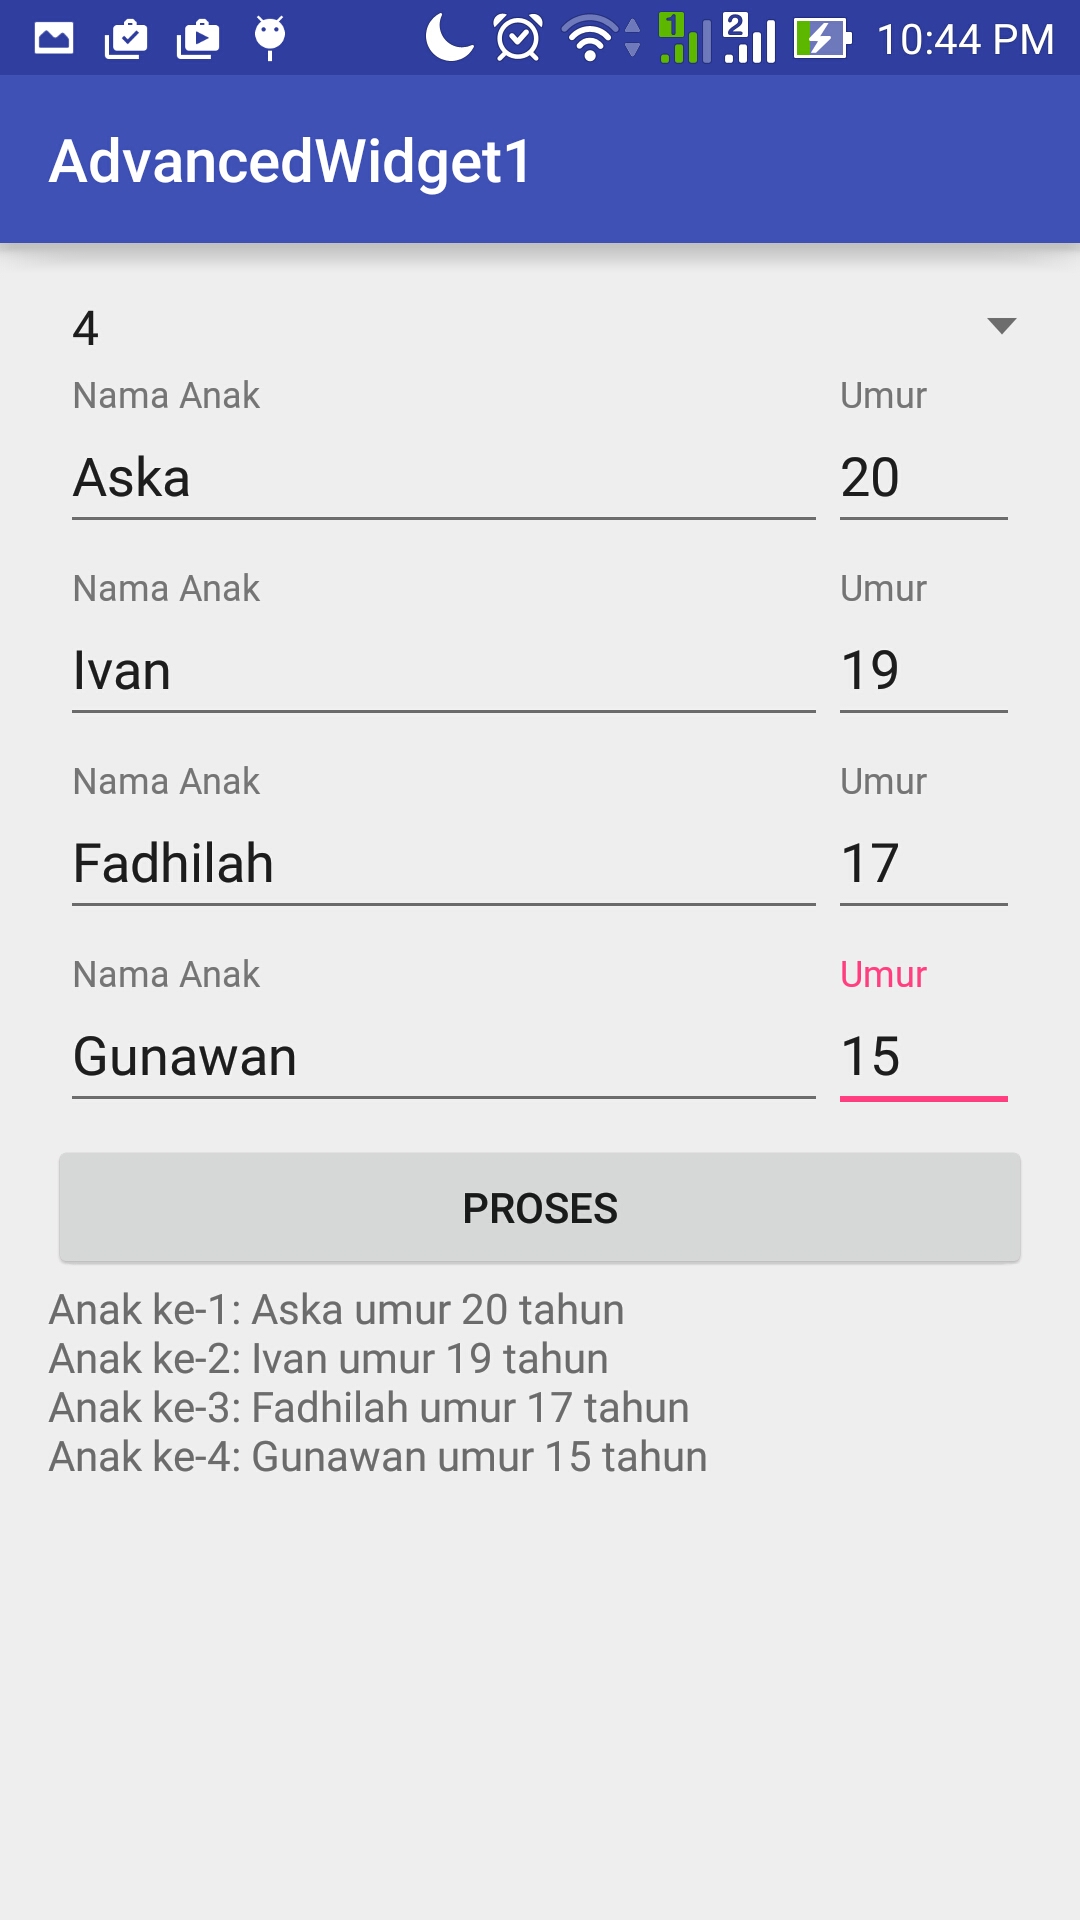 1 2 10:44 PM
AdvancedWidget1
4
Nama Anak Umur
Aska 20
Nama Anak Umur
Ivan 19
Nama Anak Umur
Fadhilah 17
Nama Anak Umur
Gunawan 15
PROSES
Anak ke-1: Aska umur 20 tahun
Anak ke-2: Ivan umur 19 tahun
Anak ke-3: Fadhilah umur 17 tahun
Anak ke-4: Gunawan umur 15 tahun